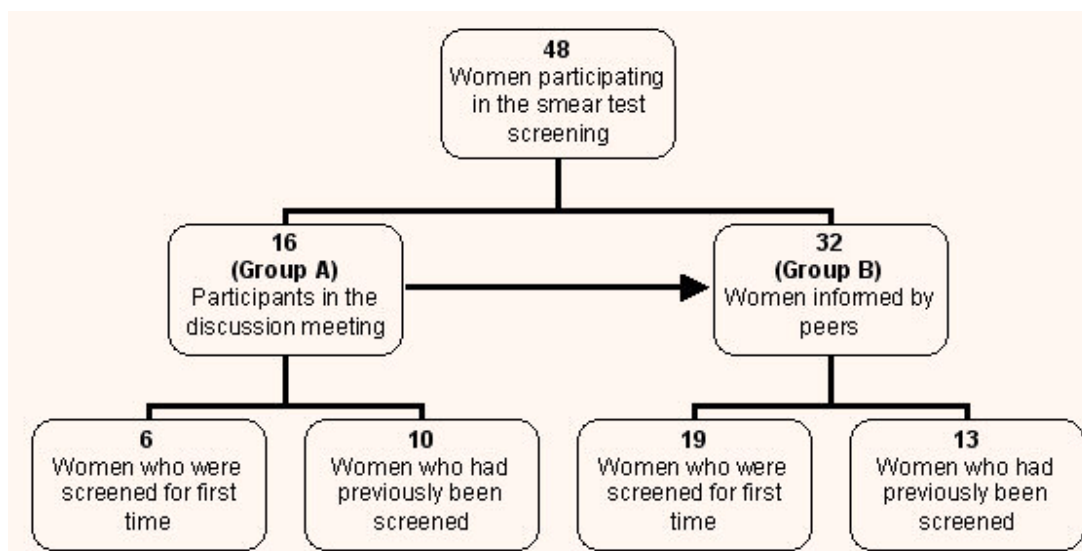 48
Women participating
in the smear test
screening
16
(Group A)
Participants in the
discussion meeting
32
(Group B)
Women informed by
peers
6
Women who were
screened for first
time
10
Women who had
previously been
screened
19
Women who were
screened for first
time
13
Women who had
previously been
screened